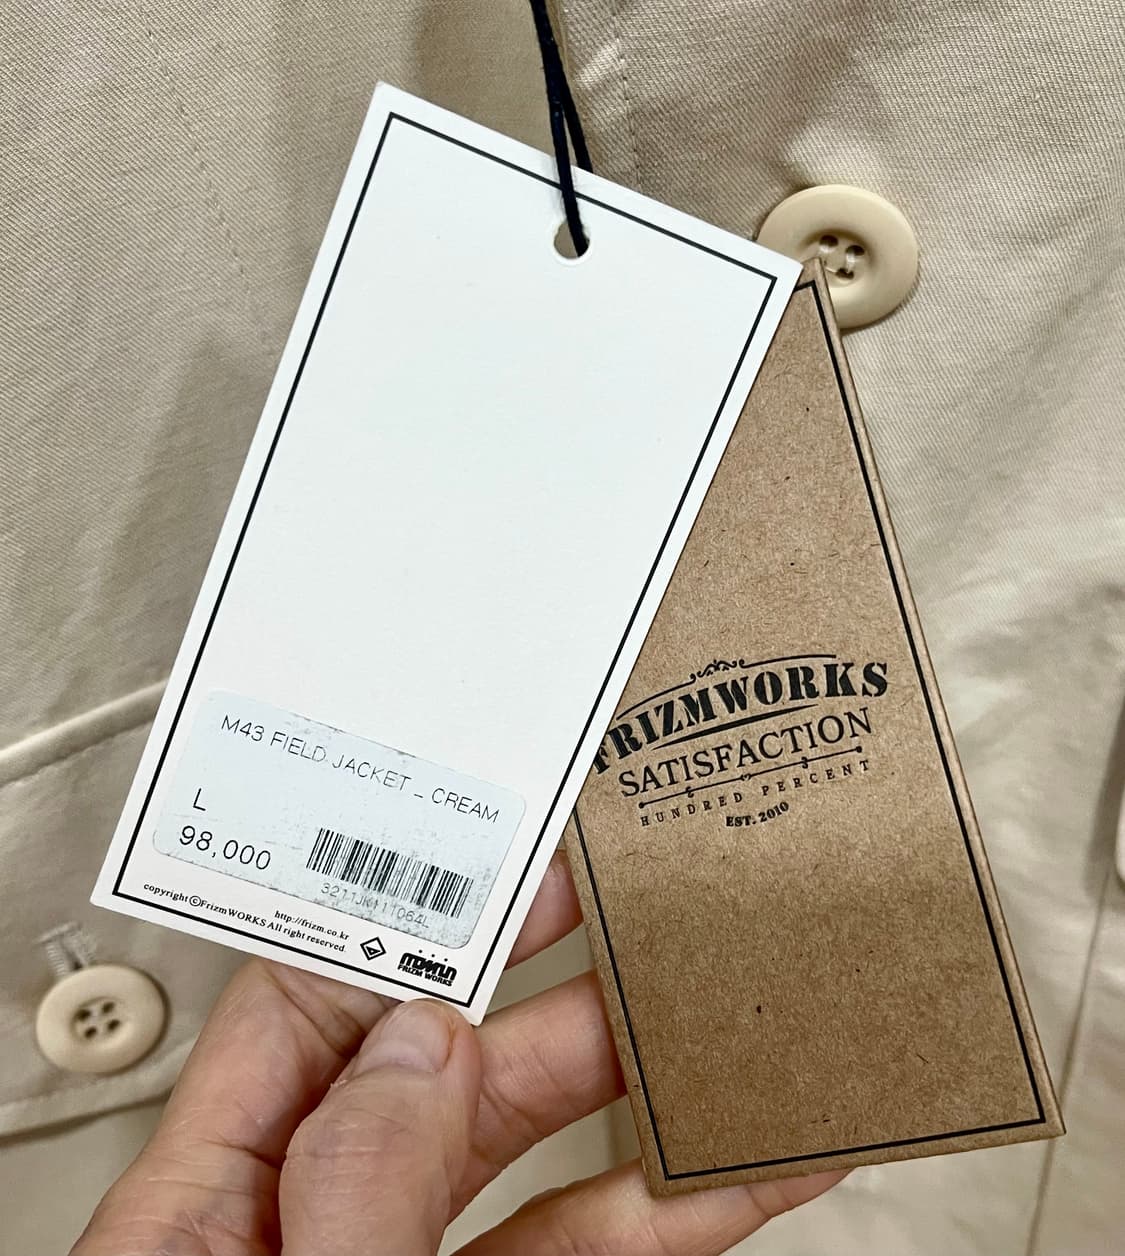 M43 FIELD JACKET _ CREAM
L
98,000
copyright©FrizmWORKS All right reserved.
http://frizm.co.kr
FRIZM WORKS
FRIZMWORKS
SATISFACTION
HUNDRED PERCENT
EST. 2010